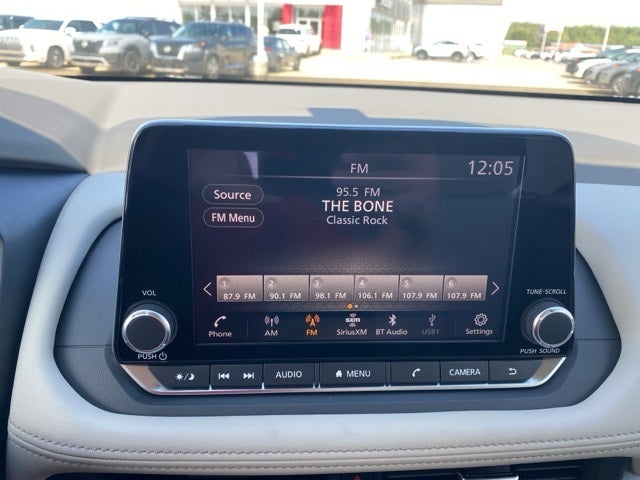 FM 12:05
Source
FM Menu
95.5 FM
THE BONE
Classic Rock
1 2 3 4 5 6
87.9 FM 90.1 FM 98.1 FM 106.1 FM 107.9 FM 107.9 FM
Phone AM FM sxm SiriusXM BT Audio USB1 Settings
VOL
PUSH
TUNE·SCROLL
PUSH SOUND
AUDIO MENU CAMERA